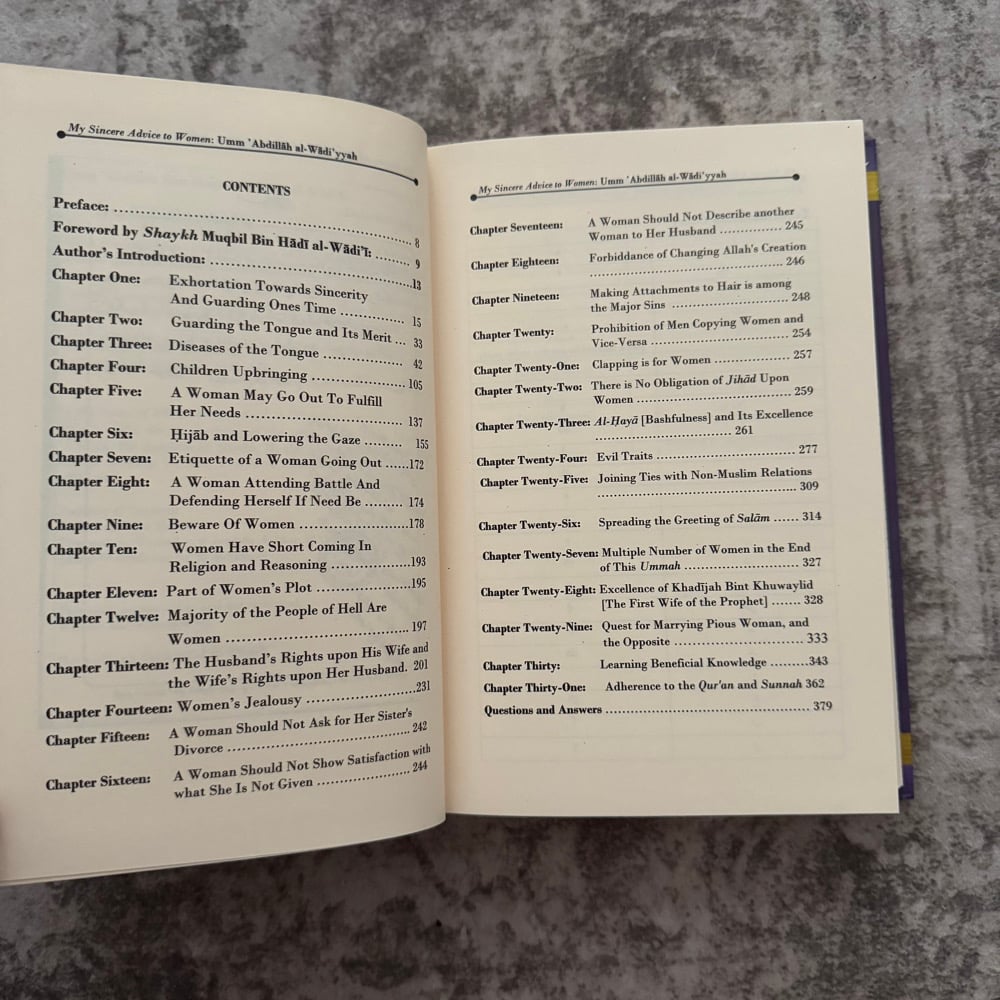 My Sincere Advice to Women: Umm 'Abdillāh al-Wādi'yyah
CONTENTS
Preface: ........ 8
Foreword by Shaykh Muqbil Bin Hādī al-Wādi'ī: ........ 9
Author's Introduction: ........ 13
Chapter One: Exhortation Towards Sincerity
And Guarding Ones Time ........ 15
Chapter Two: Guarding the Tongue and Its Merit ... 33
Chapter Three: Diseases of the Tongue ........ 42
Chapter Four: Children Upbringing ........ 105
Chapter Five: A Woman May Go Out To Fulfill
Her Needs ........ 137
Chapter Six: Ḥijāb and Lowering the Gaze ........ 155
Chapter Seven: Etiquette of a Woman Going Out ......172
Chapter Eight: A Woman Attending Battle And
Defending Herself If Need Be ........ 174
Chapter Nine: Beware Of Women ........178
Chapter Ten: Women Have Short Coming In
Religion and Reasoning ........193
Chapter Eleven: Part of Women's Plot ........195
Chapter Twelve: Majority of the People of Hell Are
Women ........ 197
Chapter Thirteen: The Husband's Rights upon His Wife and
the Wife's Rights upon Her Husband. 201
Chapter Fourteen: Women's Jealousy ........231
Chapter Fifteen: A Woman Should Not Ask for Her Sister's
Divorce ........ 242
Chapter Sixteen: A Woman Should Not Show Satisfaction with
what She Is Not Given ........ 244
My Sincere Advice to Women: Umm 'Abdillāh al-Wādi'yyah
Chapter Seventeen: A Woman Should Not Describe another
Woman to Her Husband ........ 245
Chapter Eighteen: Forbiddance of Changing Allah's Creation
........ 246
Chapter Nineteen: Making Attachments to Hair is among
the Major Sins ........ 248
Chapter Twenty: Prohibition of Men Copying Women and
Vice-Versa ........ 254
Chapter Twenty-One: Clapping is for Women ........ 257
Chapter Twenty-Two: There is No Obligation of Jihād Upon
Women ........ 259
Chapter Twenty-Three: Al-Ḥayā [Bashfulness] and Its Excellence
........ 261
Chapter Twenty-Four: Evil Traits ........ 277
Chapter Twenty-Five: Joining Ties with Non-Muslim Relations
........ 309
Chapter Twenty-Six: Spreading the Greeting of Salām ...... 314
Chapter Twenty-Seven: Multiple Number of Women in the End
of This Ummah ........ 327
Chapter Twenty-Eight: Excellence of Khadījah Bint Khuwaylid
[The First Wife of the Prophet] ....... 328
Chapter Twenty-Nine: Quest for Marrying Pious Woman, and
the Opposite ........ 333
Chapter Thirty: Learning Beneficial Knowledge .........343
Chapter Thirty-One: Adherence to the Qur'an and Sunnah 362
Questions and Answers ........ 379